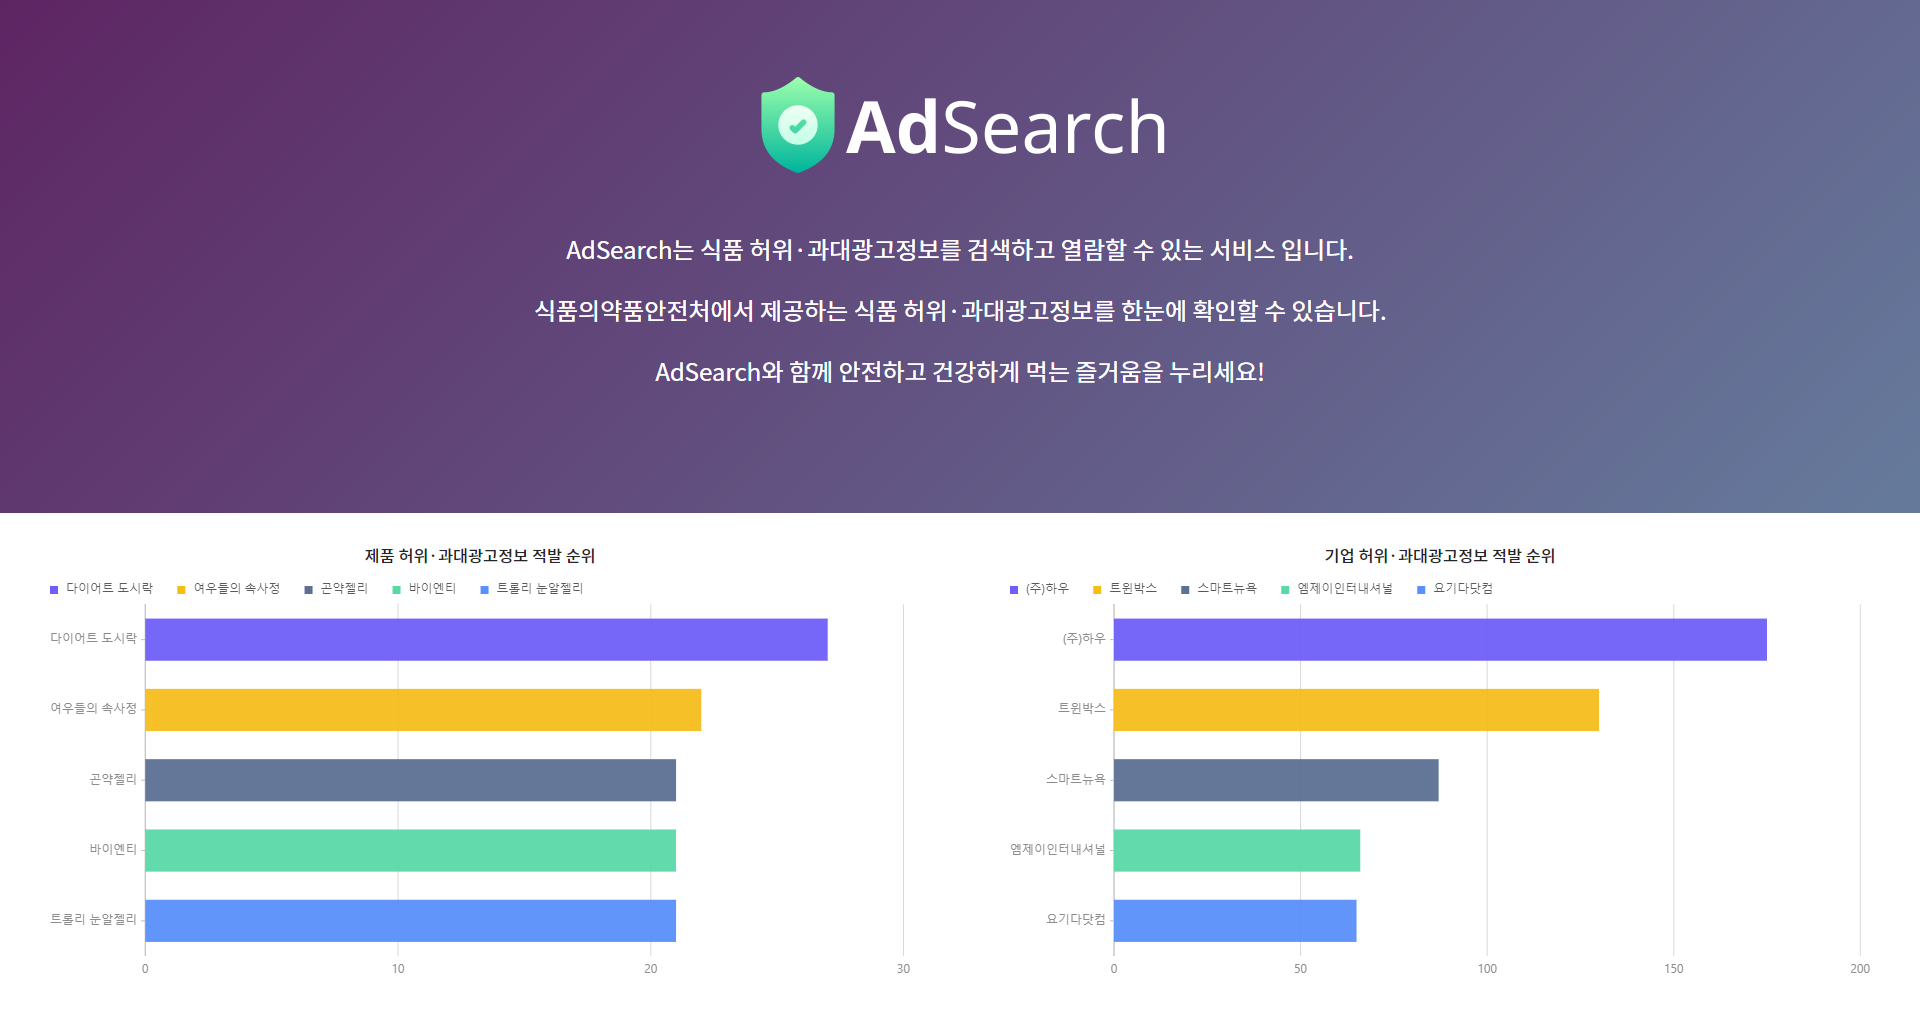 AdSearch
AdSearch는 식품 허위·과대광고정보를 검색하고 열람할 수 있는 서비스 입니다.
식품의약품안전처에서 제공하는 식품 허위·과대광고정보를 한눈에 확인할 수 있습니다.
AdSearch와 함께 안전하고 건강하게 먹는 즐거움을 누리세요!
제품 허위·과대광고정보 적발 순위
다이어트 도시락 여우들의 속사정 곤약젤리 바이엔티 트롤리 눈알젤리
다이어트 도시락
여우들의 속사정
곤약젤리
바이엔티
트롤리 눈알젤리
0 10 20 30
기업 허위·과대광고정보 적발 순위
(주)하우 트윈박스 스마트뉴욕 엠제이인터내셔널 요기다닷컴
(주)하우
트윈박스
스마트뉴욕
엠제이인터내셔널
요기다닷컴
0 50 100 150 200